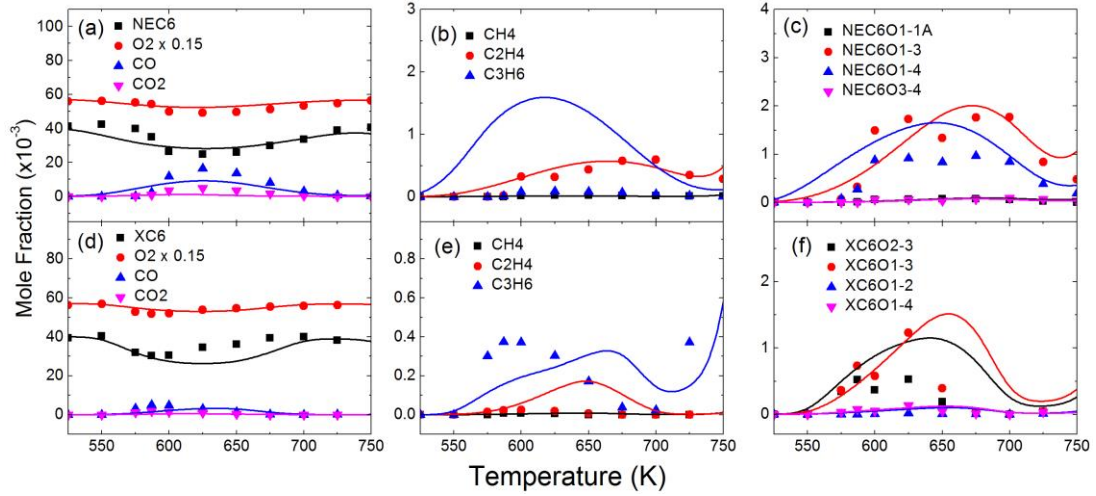 Mole Fraction (x10⁻³)
(a)
NEC6
O2 x 0.15
CO
CO2
100
80
60
40
20
0
(b)
CH4
C2H4
C3H6
3
2
1
0
(c)
NEC6O1-1A
NEC6O1-3
NEC6O1-4
NEC6O3-4
4
3
2
1
0
(d)
XC6
O2 x 0.15
CO
CO2
80
60
40
20
0
550 600 650 700 750
(e)
CH4
C2H4
C3H6
0.8
0.6
0.4
0.2
0.0
550 600 650 700 750
(f)
XC6O2-3
XC6O1-3
XC6O1-2
XC6O1-4
2
1
0
550 600 650 700 750
Temperature (K)